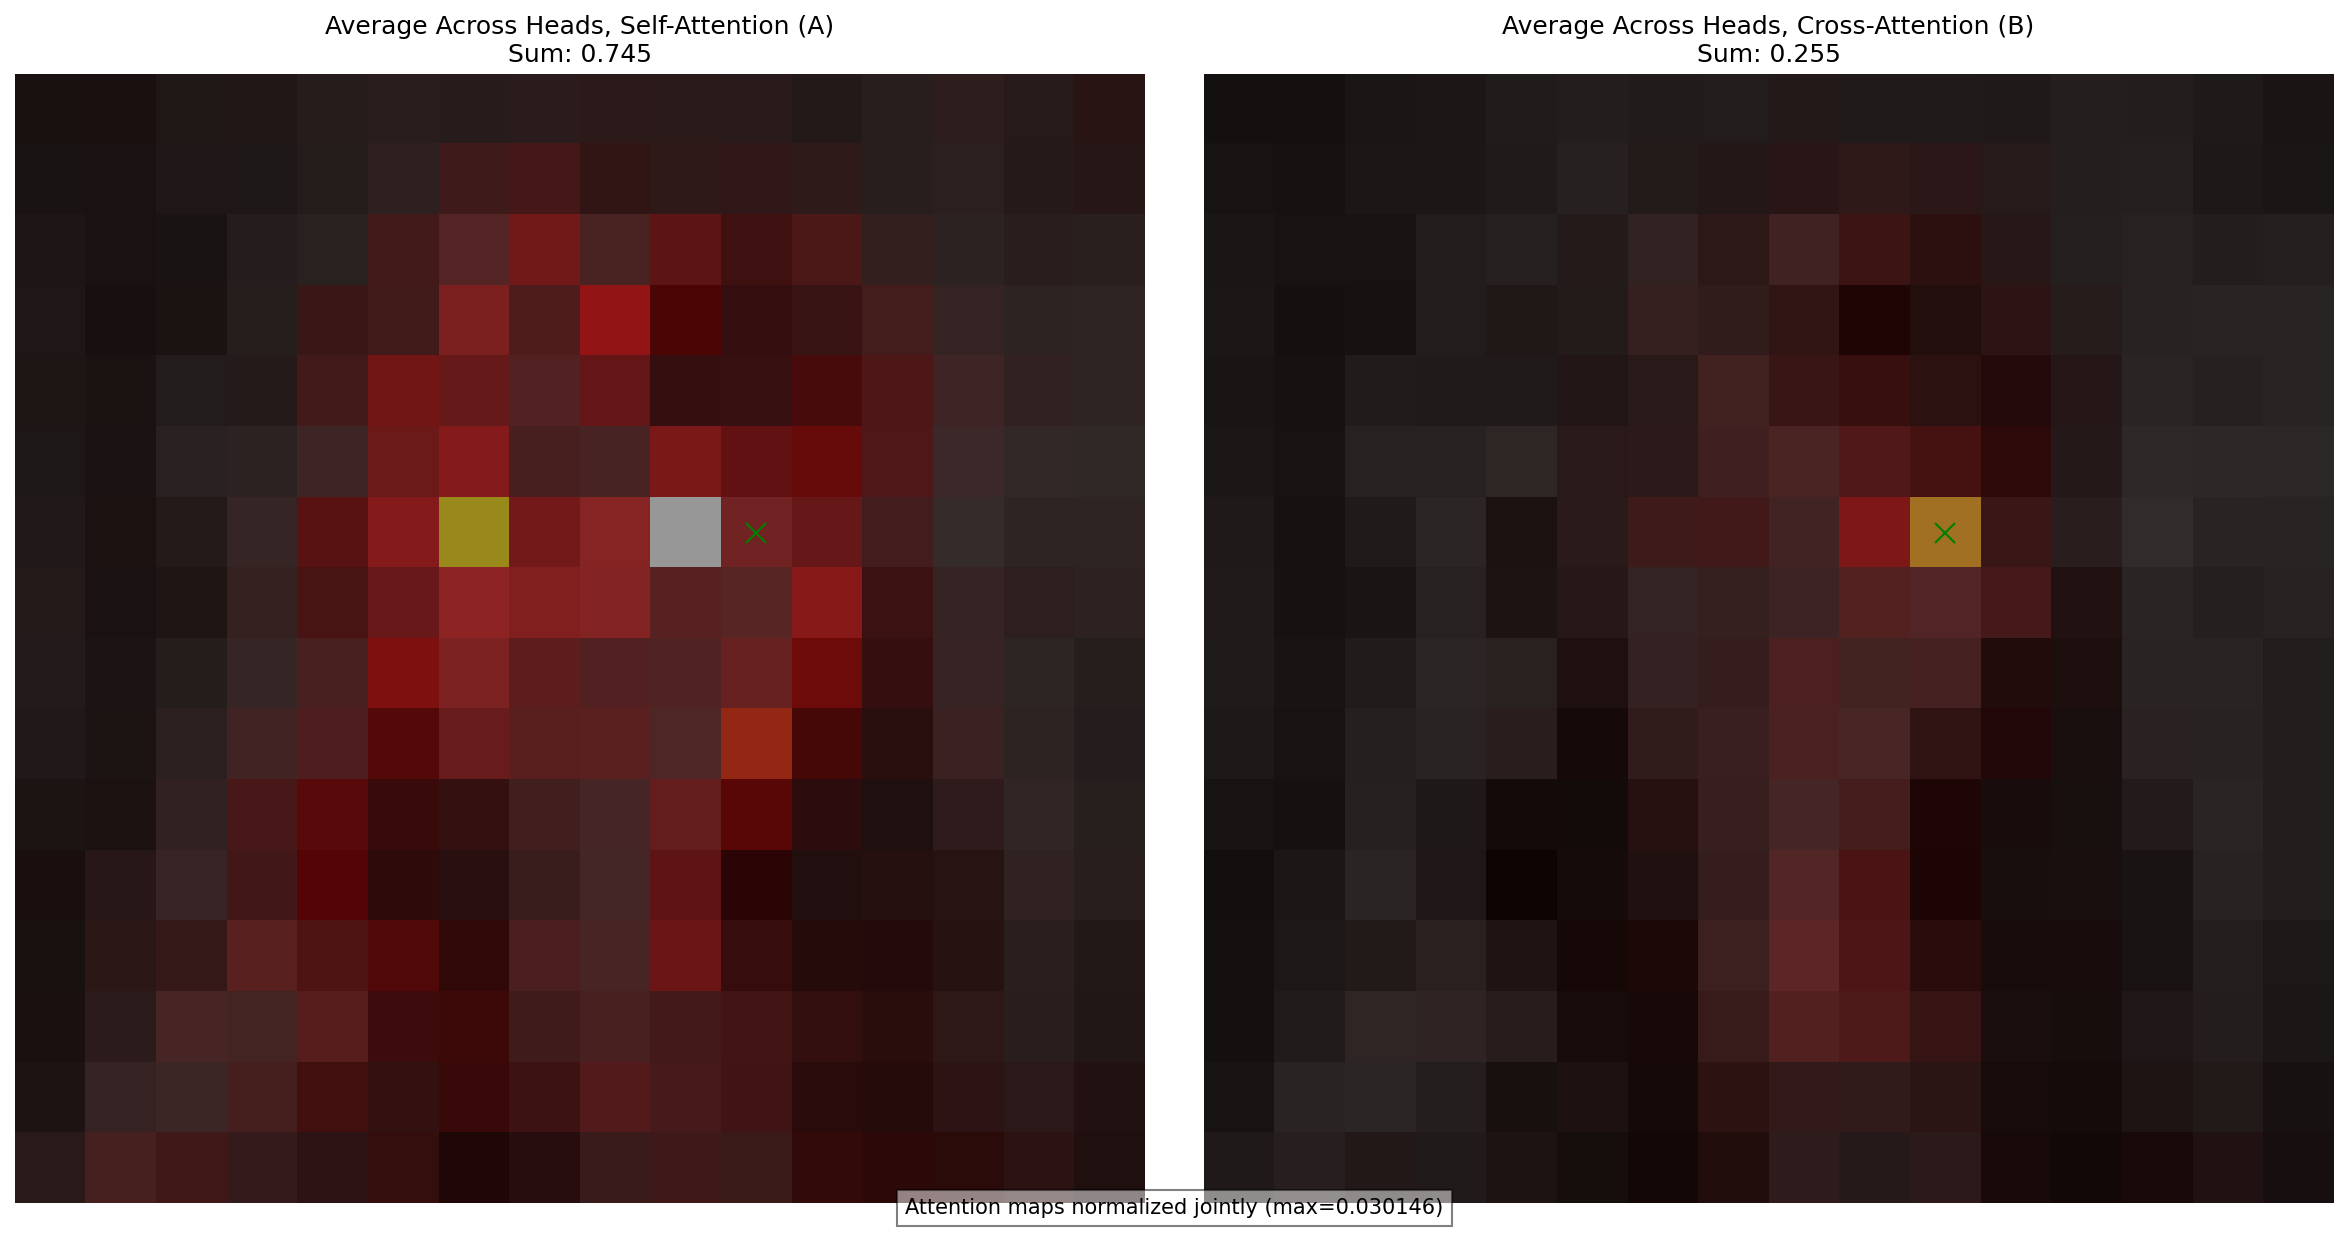 Average Across Heads, Self-Attention (A)
Sum: 0.745
Average Across Heads, Cross-Attention (B)
Sum: 0.255
Attention maps normalized jointly (max=0.030146)